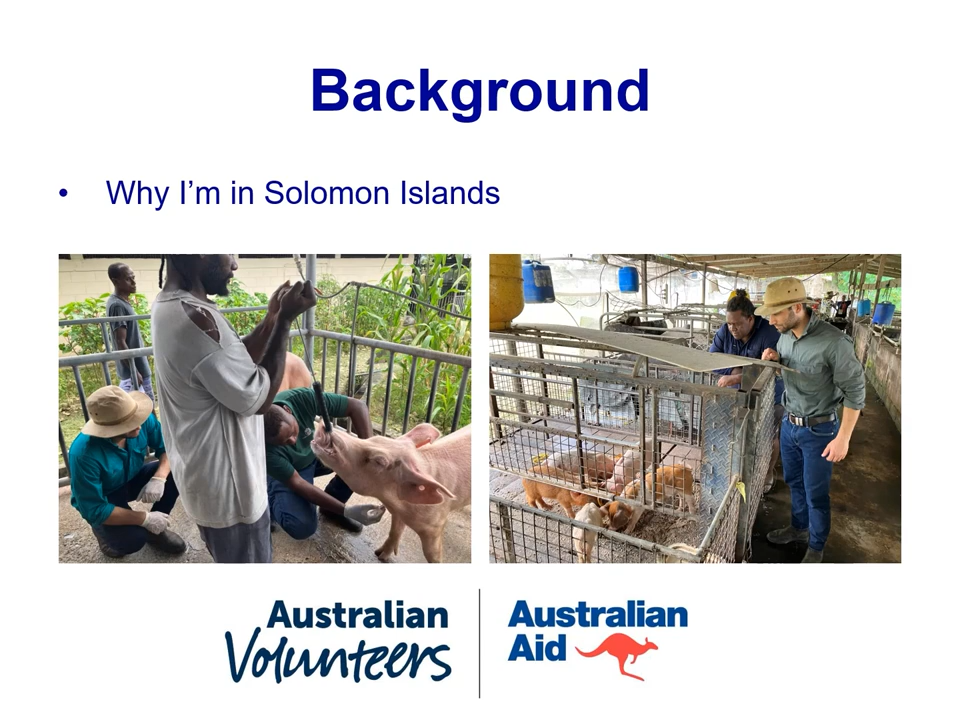 Background
• Why I’m in Solomon Islands
Australian
Volunteers
Australian
Aid